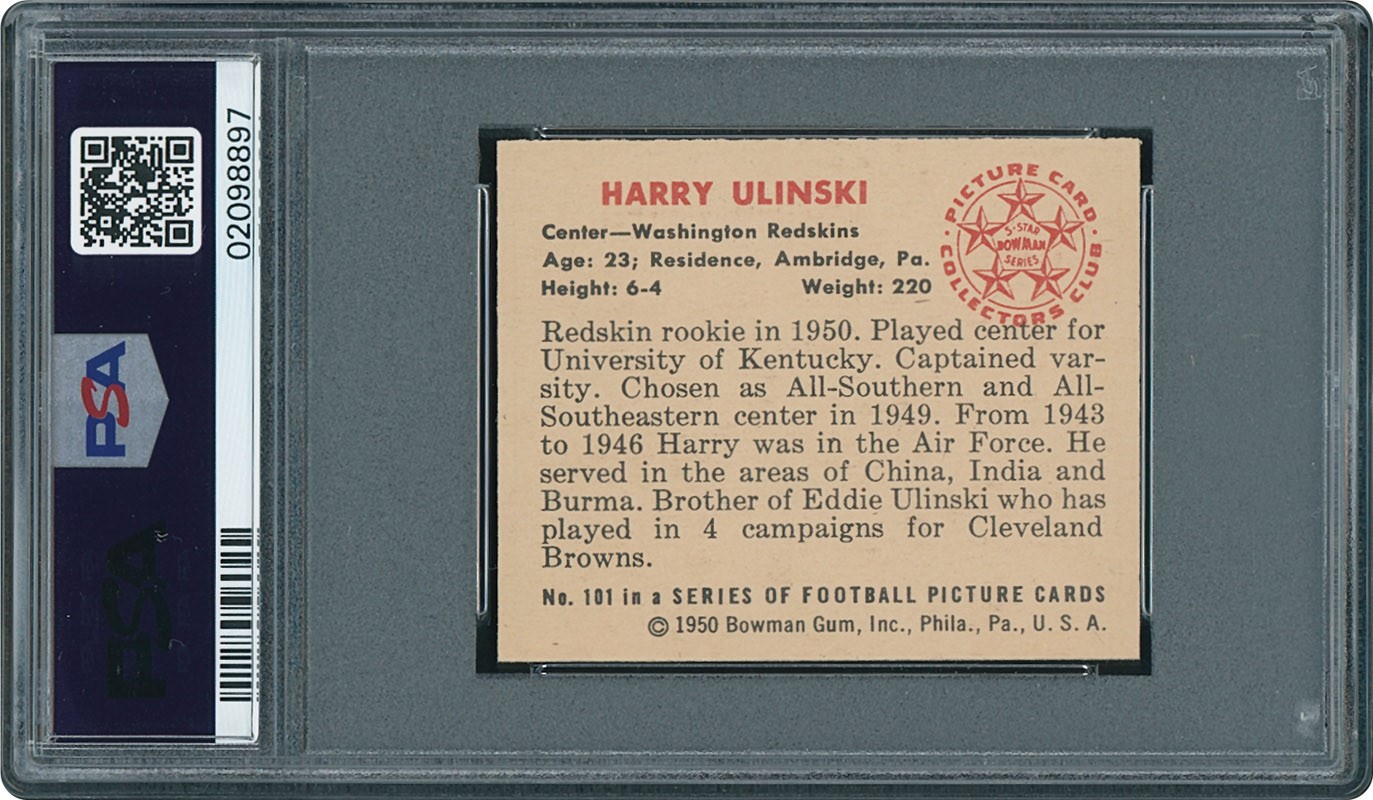 02098897
PSA
PSA
HARRY ULINSKI
Center—Washington Redskins
Age: 23; Residence, Ambridge, Pa.
Height: 6-4 Weight: 220
PICTURE CARD
COLLECTORS CLUB
5-STAR
BOWMAN
SERIES
Redskin rookie in 1950. Played center for
University of Kentucky. Captained var-
sity. Chosen as All-Southern and All-
Southeastern center in 1949. From 1943
to 1946 Harry was in the Air Force. He
served in the areas of China, India and
Burma. Brother of Eddie Ulinski who has
played in 4 campaigns for Cleveland
Browns.
No. 101 in a SERIES OF FOOTBALL PICTURE CARDS
© 1950 Bowman Gum, Inc., Phila., Pa., U. S. A.